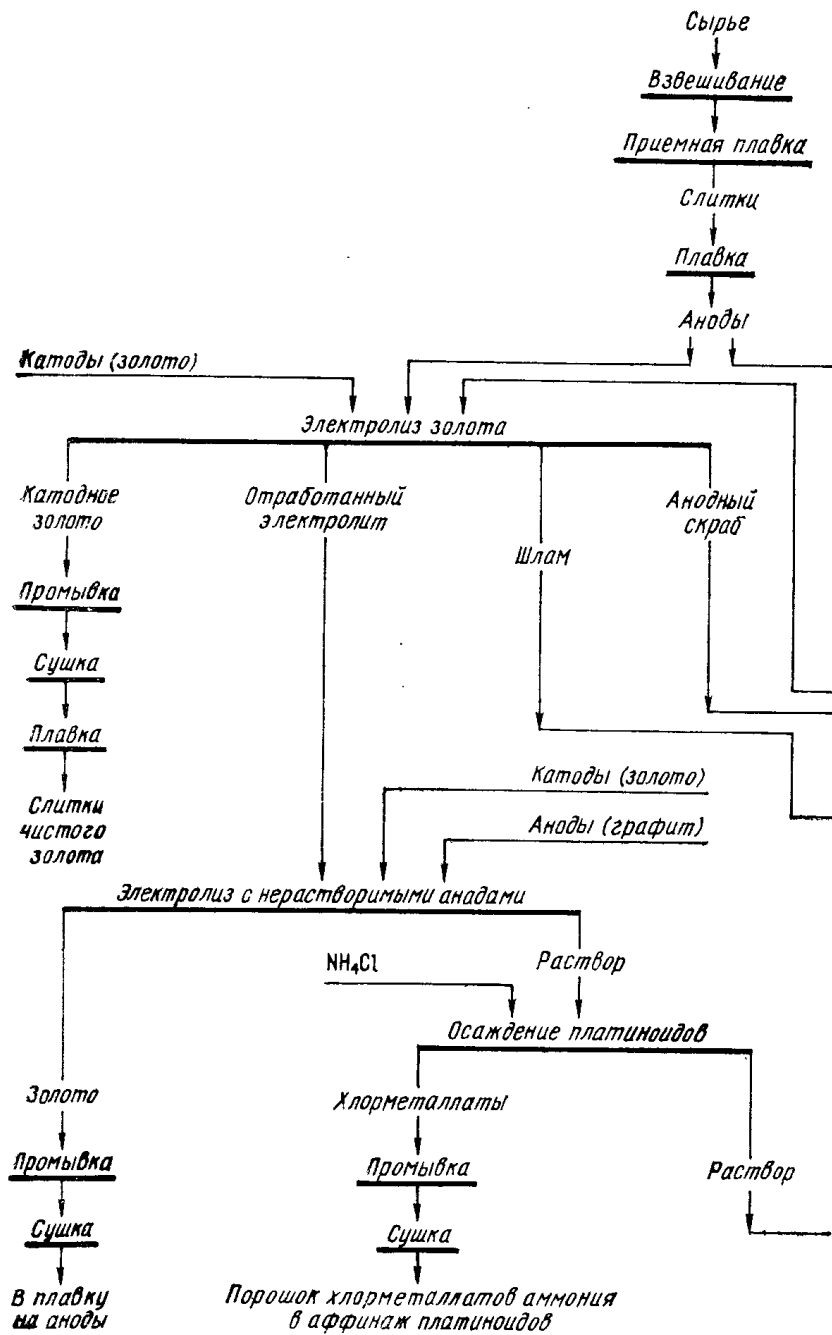 Сырье
Взвешивание
Приемная плавка
Слитки
Плавка
Аноды
Катоды (золото)
Электролиз золота
Катодное
золото
Отработанный
электролит
Шлам
Анодный
скраб
Промывка
Сушка
Плавка
Слитки
чистого
золота
Катоды (золото)
Аноды (графит)
Электролиз с нерастворимыми анадами
NH₄Cl
Раствор
Осаждение платиноидов
Золото
Хлорметаллаты
Промывка
Промывка
Раствор
Сушка
Сушка
В плавку
на аноды
Порошок хлорметаллатов аммония
в аффинаж платиноидов